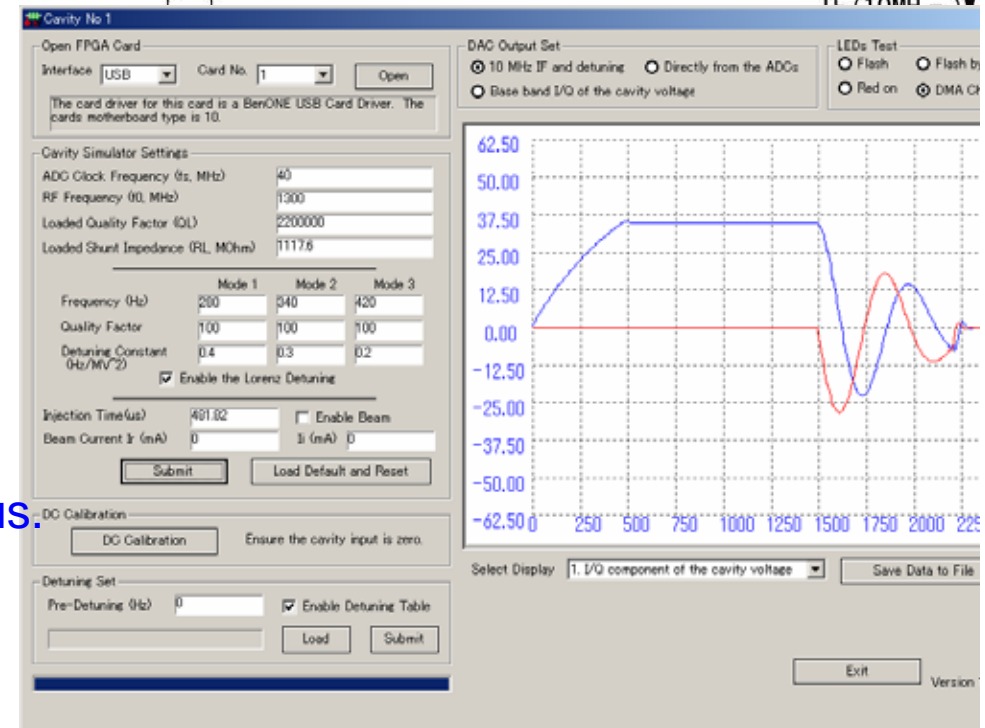 Cavity No 1
Open FPGA Card
Interface USB Card No. 1 Open
The card driver for this card is a BenONE USB Card Driver. The
cards motherboard type is 10.
DAC Output Set
10 MHz IF and detuning Directly from the ADCs
Base band I/Q of the cavity voltage
LEDs Test
Flash Flash by
Red on DMA Ch
Cavity Simulator Settings
ADC Clock Frequency (fs, MHz) 40
RF Frequency (f0, MHz) 1300
Loaded Quality Factor (QL) 2200000
Loaded Shunt Impedance (RL, MOhm) 1117.6
Mode 1 Mode 2 Mode 3
Frequency (Hz) 280 340 420
Quality Factor 100 100 100
Detuning Constant 0.4 0.3 0.2
(Hz/MV^2)
Enable the Lorenz Detuning
Injection Time(us) 491.82 Enable Beam
Beam Current Ir (mA) 0 Ii (mA) 0
Submit Load Default and Reset
us.
DC Calibration
DC Calibration Ensure the cavity input is zero.
Detuning Set
Pre-Detuning (Hz) 0 Enable Detuning Table
Load Submit
62.50
50.00
37.50
25.00
12.50
0.00
-12.50
-25.00
-37.50
-50.00
-62.50
0 250 500 750 1000 1250 1500 1750 2000 225
Select Display 1. I/Q component of the cavity voltage Save Data to File
Exit
Version